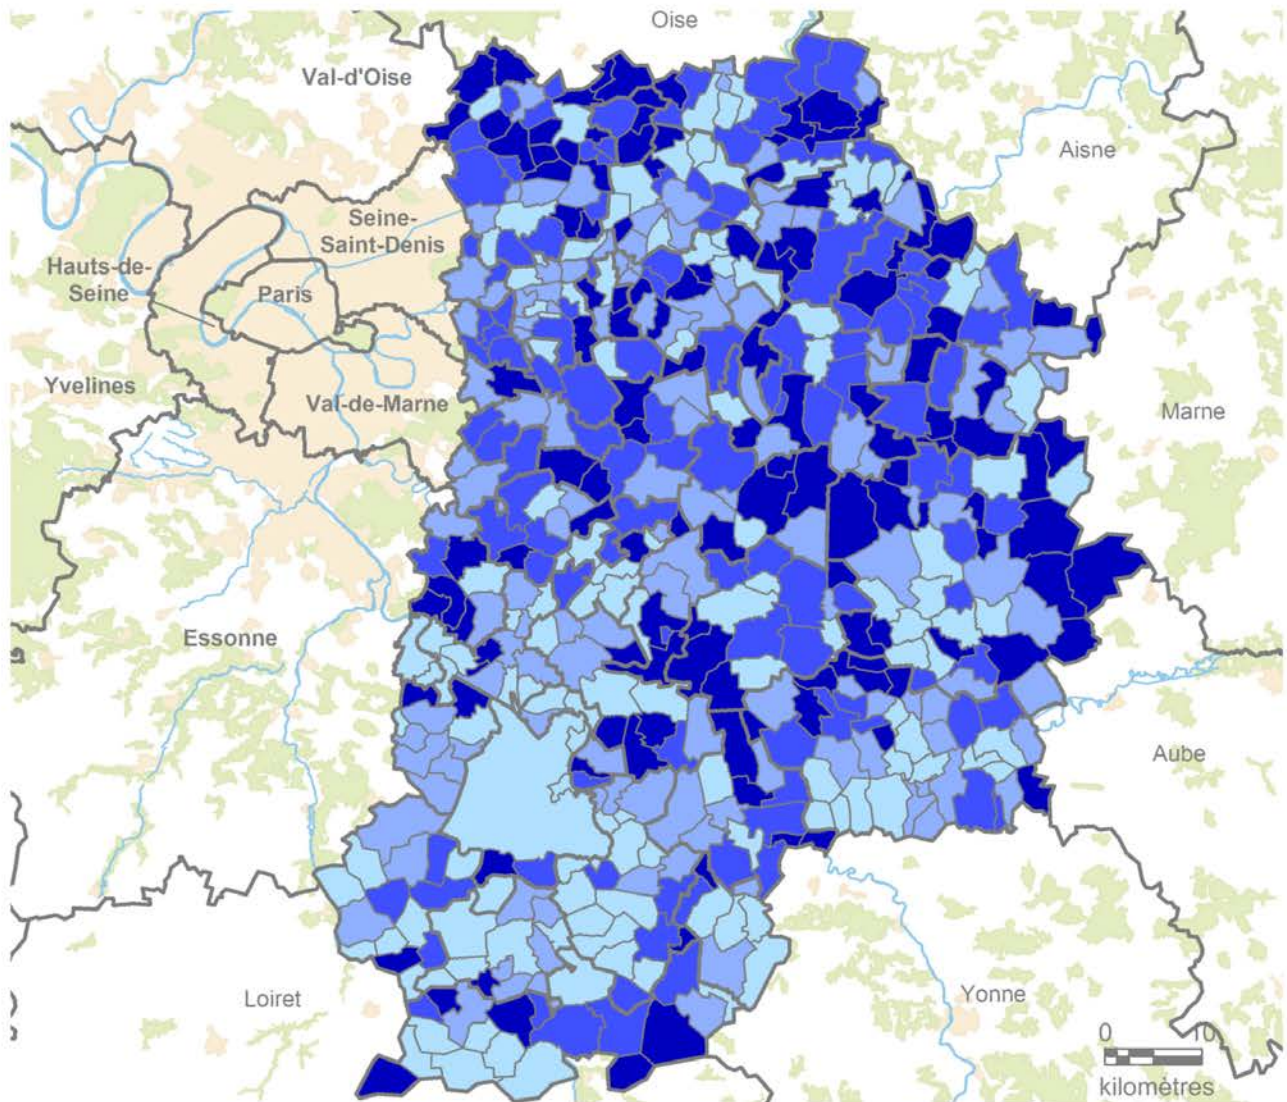 Oise
Val-d'Oise
Aisne
Seine-
Saint-Denis
Hauts-de-
Seine
Paris
Yvelines
Val-de-Marne
Marne
Essonne
Aube
Loiret
Yonne
0 10
kilomètres